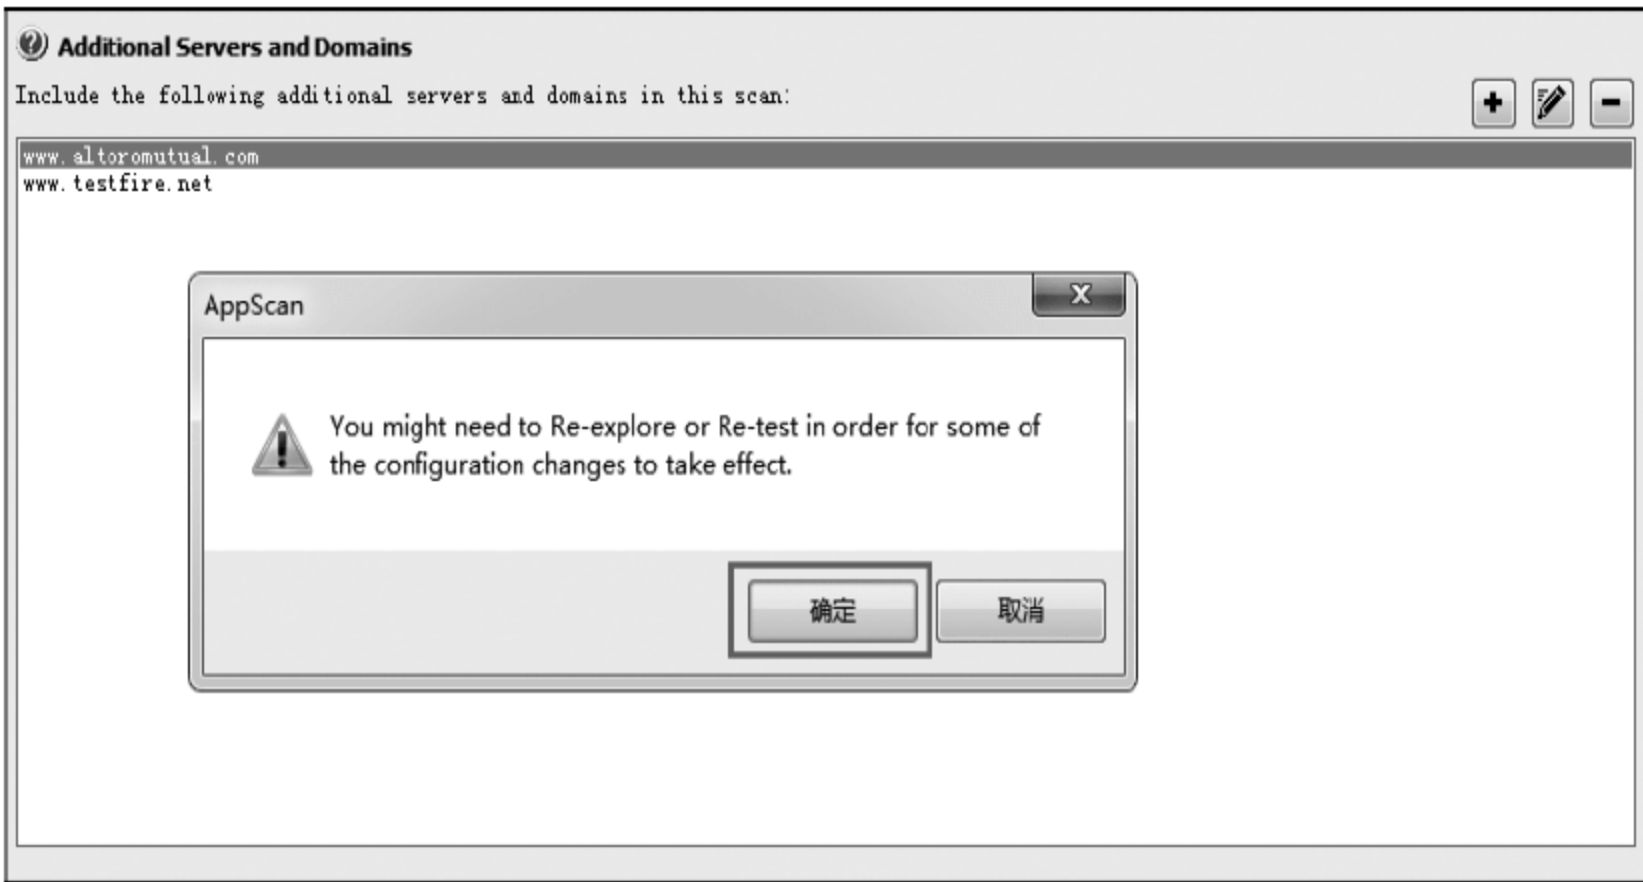 Additional Servers and Domains
Include the following additional servers and domains in this scan:
www.altoromutual.com
www.testfire.net
AppScan
You might need to Re-explore or Re-test in order for some of
the configuration changes to take effect.
确定 取消